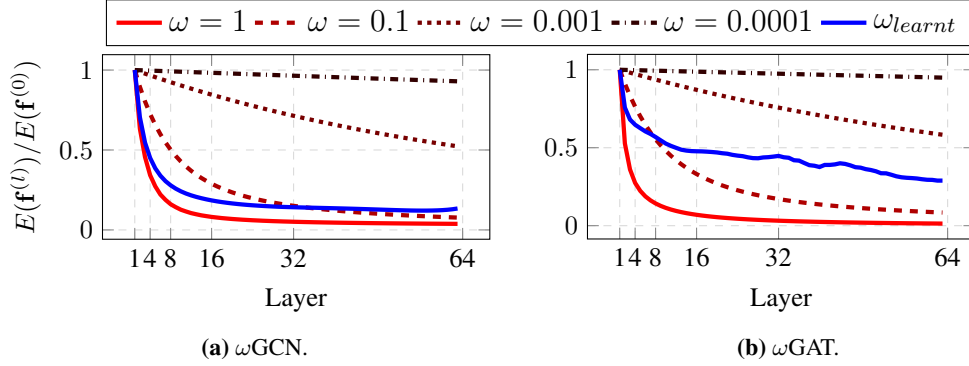 ω = 1 ω = 0.1 ω = 0.001 ω = 0.0001 ω_learnt
E(f^(l))/E(f^(0))
1
0.5
0
1 4 8 16 32 64
Layer
(a) ωGCN.
1
0.5
0
1 4 8 16 32 64
Layer
(b) ωGAT.